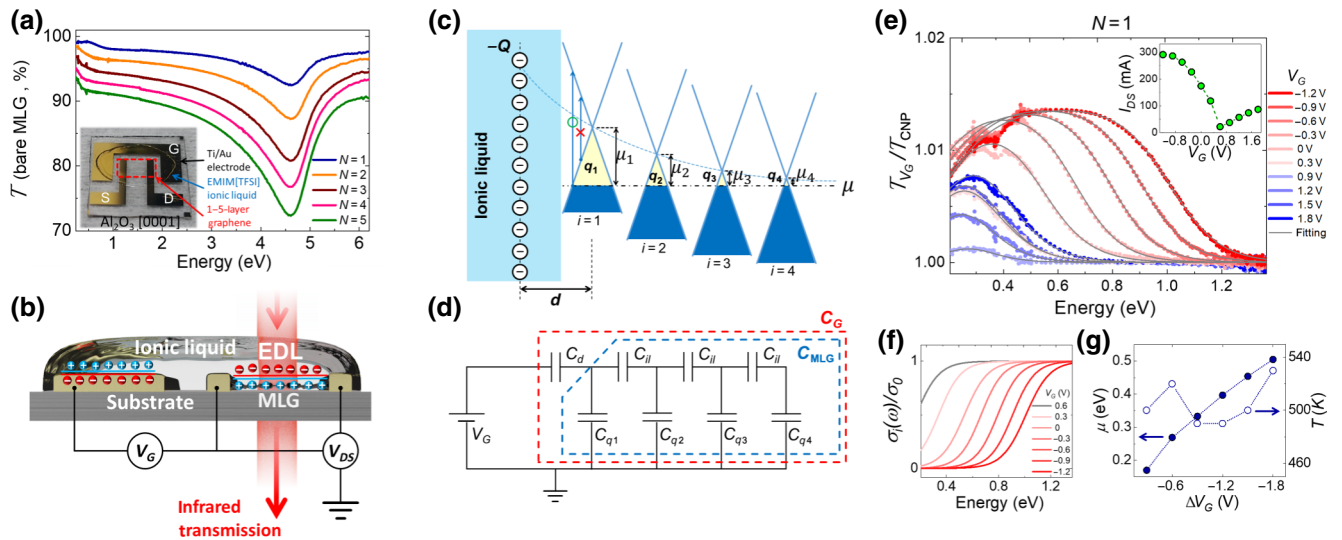 (a)
100
90
80
70
T (bare MLG , %)
1
2
3
4
5
6
Energy (eV)
G
S
D
Ti/Au
electrode
EMIM[TFSI]
ionic liquid
1–5-layer
graphene
Al2O3 [0001]
N = 1
N = 2
N = 3
N = 4
N = 5
(b)
Ionic liquid
EDL
Substrate
MLG
VG
VDS
Infrared
transmission
(c)
Ionic liquid
−Q
d
q1
q2
q3
q4
μ1
μ2
μ3
μ4
μ
i = 1
i = 2
i = 3
i = 4
(d)
CG
CMLG
Cd
Cil
Cil
Cil
Cq1
Cq2
Cq3
Cq4
VG
(e)
N = 1
1.02
1.01
1.00
TVG/TCNP
0.4
0.6
0.8
1.0
1.2
Energy (eV)
300
200
100
0
IDS (mA)
−0.8
0.0
0.8
1.6
VG (V)
VG
−1.2 V
−0.9 V
−0.6 V
−0.3 V
0 V
0.3 V
0.9 V
1.2 V
1.5 V
1.8 V
Fitting
(f)
1
0
σi(ω)/σ0
0.4
0.8
1.2
Energy (eV)
VG (V)
0.6
0.3
0
−0.3
−0.6
−0.9
−1.2
(g)
0.5
0.4
0.3
0.2
μ (eV)
540
500
460
T (K)
−0.6
−1.2
−1.8
ΔVG (V)